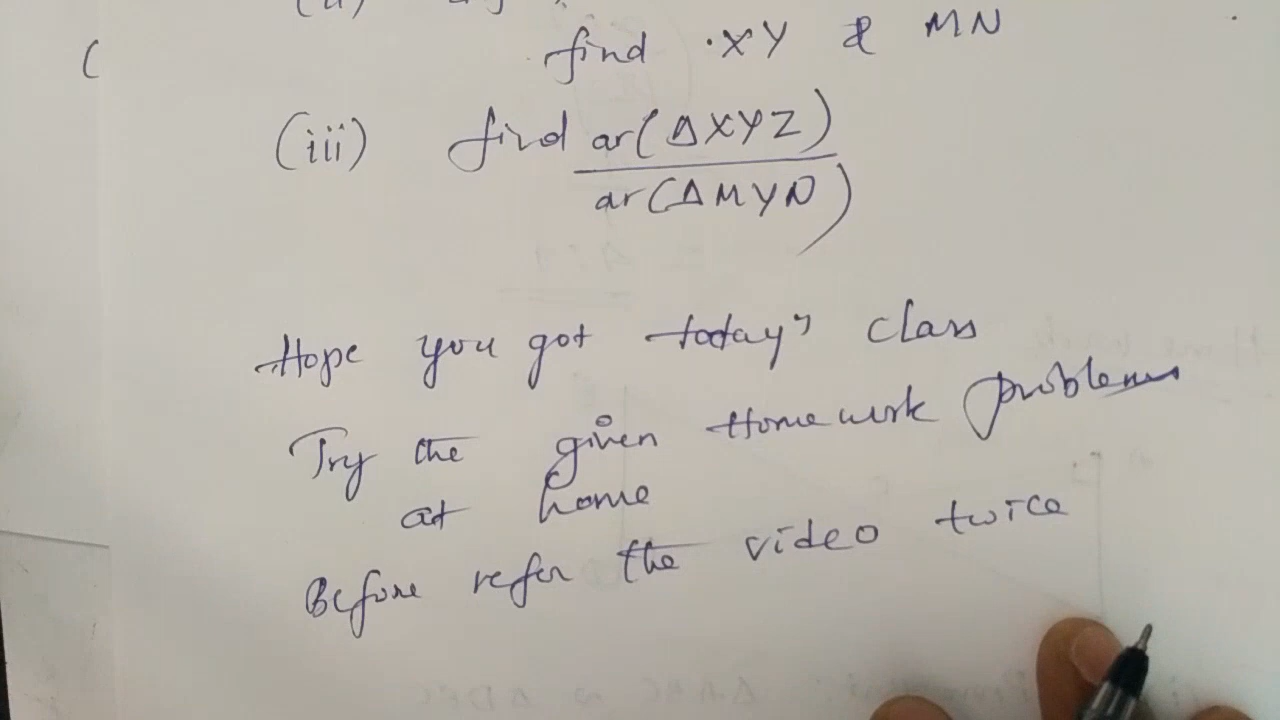 find XY & MN
(iii) find ar(ΔXYZ)
ar(ΔMYN)
Hope you got today's class
Try the given Homework problems
at home
Before refer the video twice